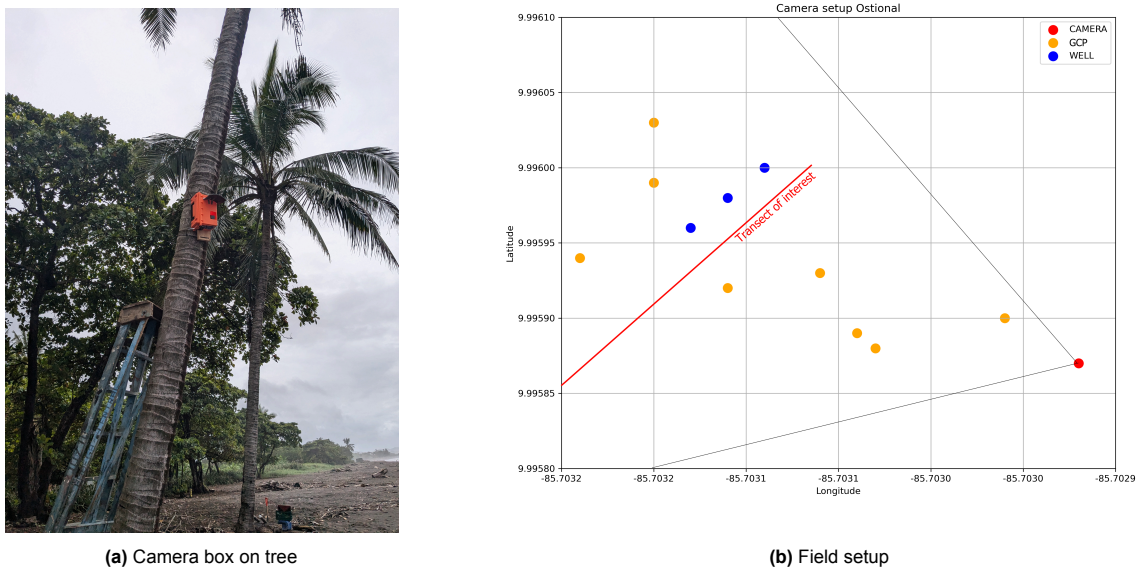 Camera setup Ostional
CAMERA
GCP
WELL
9.99610
9.99605
9.99600
9.99595
9.99590
9.99585
9.99580
Latitude
Transect of interest
-85.7032
-85.7032
-85.7031
-85.7031
-85.7030
-85.7030
-85.7029
Longitude
(a) Camera box on tree
(b) Field setup